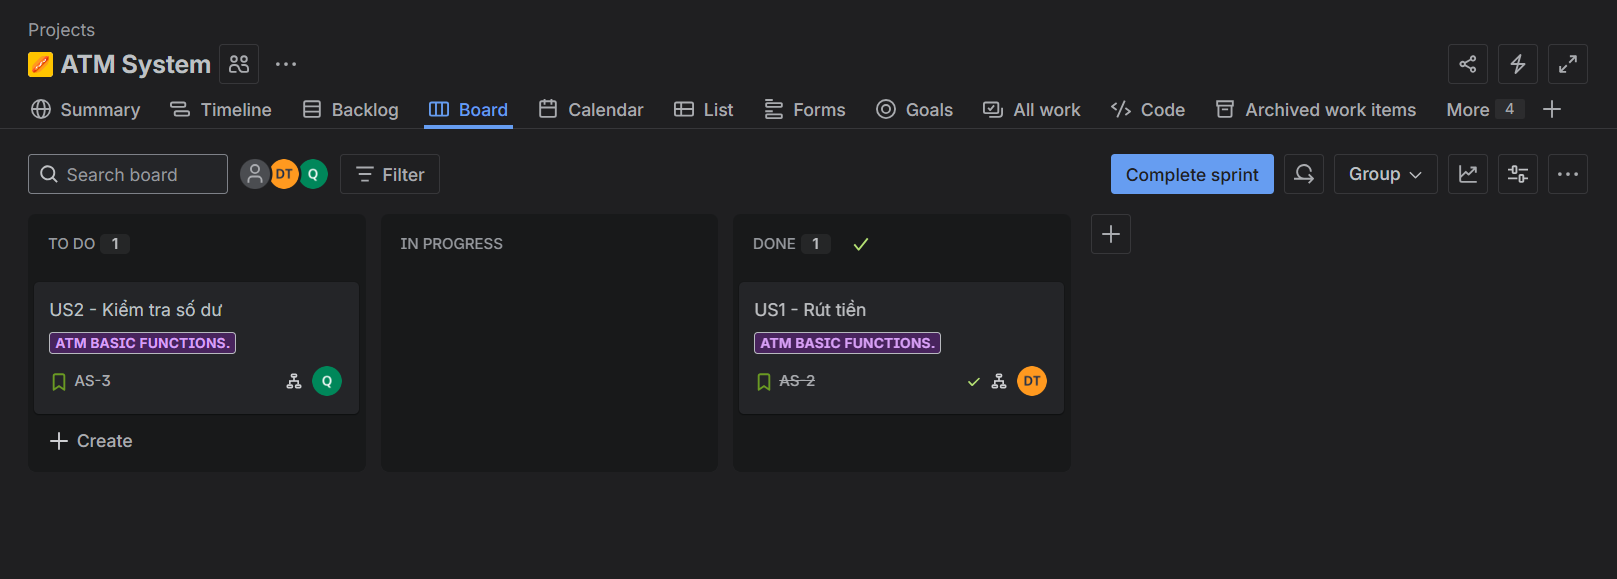 Projects
ATM System
Summary Timeline Backlog Board Calendar List Forms Goals All work Code Archived work items More 4
Search board DT Q Filter Complete sprint Group
TO DO 1 IN PROGRESS DONE 1
US2 - Kiểm tra số dư
ATM BASIC FUNCTIONS.
AS-3 Q
Create
US1 - Rút tiền
ATM BASIC FUNCTIONS.
AS-2 DT